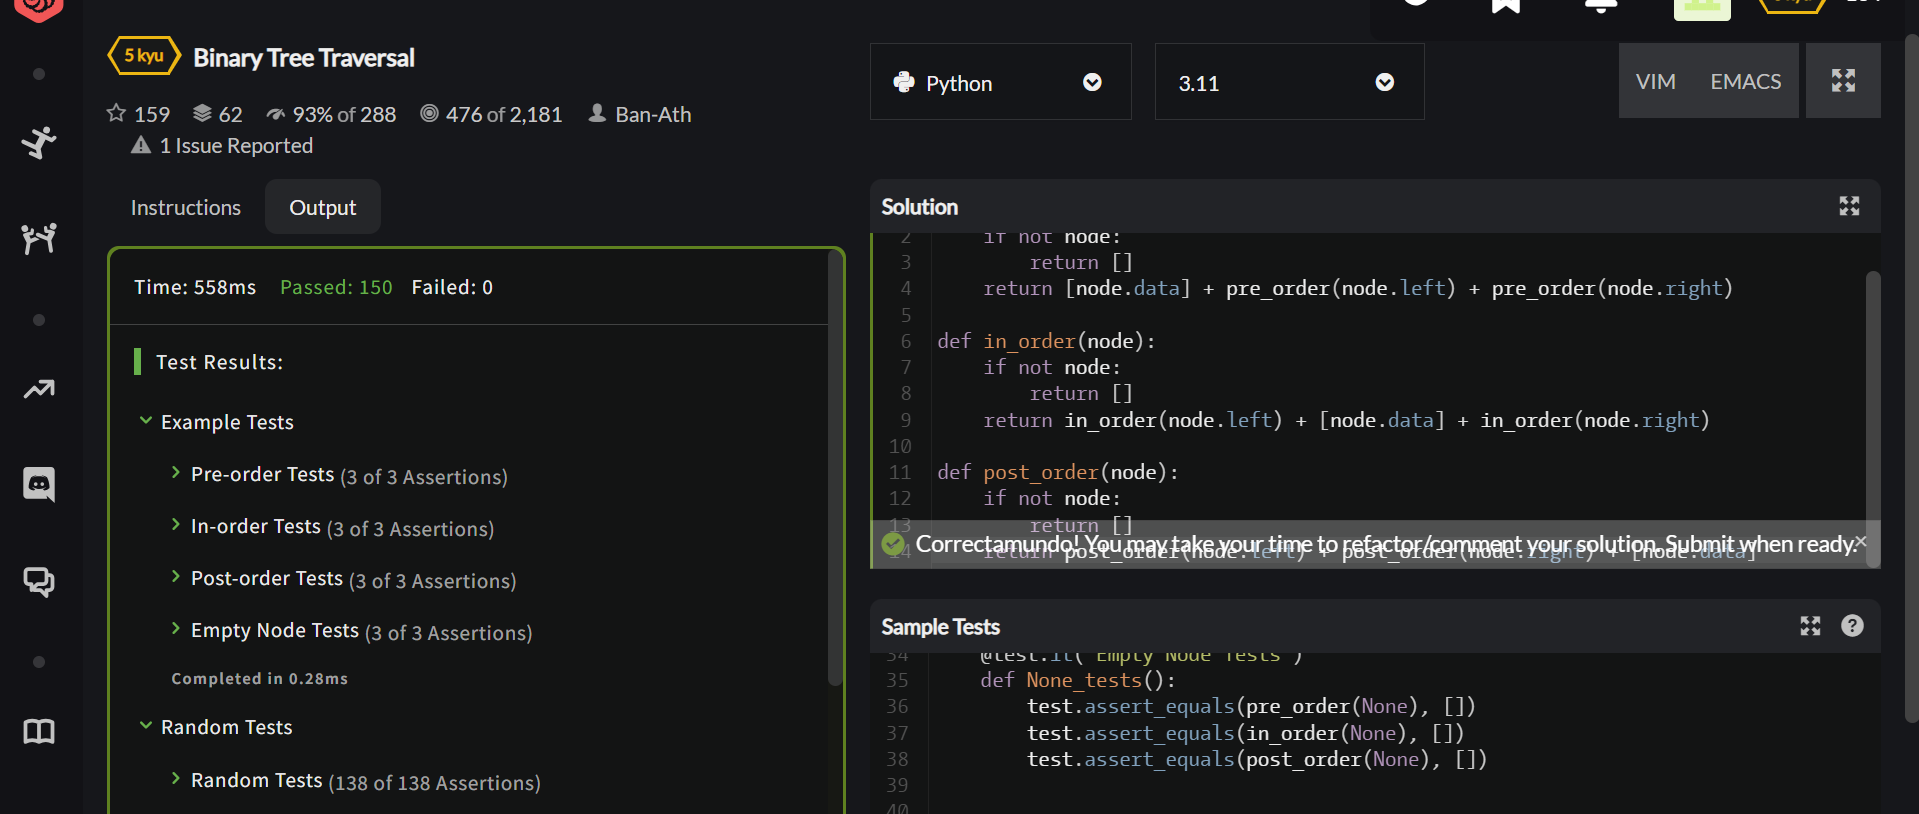 5 kyu Binary Tree Traversal
159 62 93% of 288 476 of 2,181 Ban-Ath
1 Issue Reported
Instructions Output
Time: 558ms Passed: 150 Failed: 0
Test Results:
Example Tests
Pre-order Tests (3 of 3 Assertions)
In-order Tests (3 of 3 Assertions)
Post-order Tests (3 of 3 Assertions)
Empty Node Tests (3 of 3 Assertions)
Completed in 0.28ms
Random Tests
Random Tests (138 of 138 Assertions)
Python 3.11 VIM EMACS
Solution
2 if not node:
3 return []
4 return [node.data] + pre_order(node.left) + pre_order(node.right)
5
6 def in_order(node):
7 if not node:
8 return []
9 return in_order(node.left) + [node.data] + in_order(node.right)
10
11 def post_order(node):
12 if not node:
13 return []
14 return post_order(node.left) + post_order(node.right) + [node.data]
Correctamundo! You may take your time to refactor/comment your solution. Submit when ready.
Sample Tests
34 @test.it("Empty Node Tests")
35 def None_tests():
36 test.assert_equals(pre_order(None), [])
37 test.assert_equals(in_order(None), [])
38 test.assert_equals(post_order(None), [])
39
40